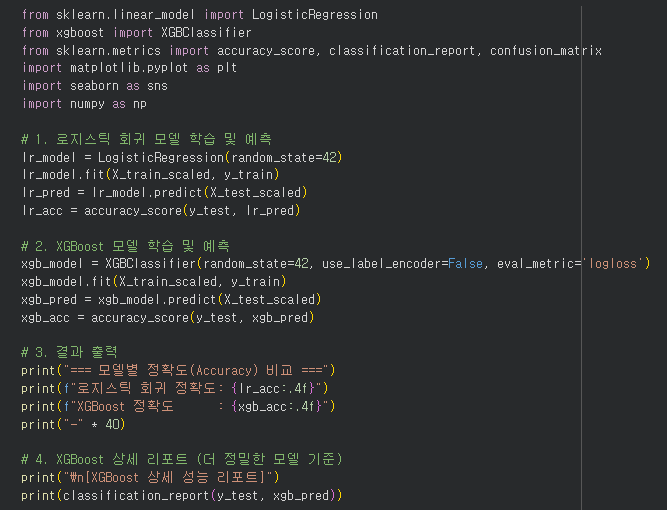 from sklearn.linear_model import LogisticRegression
from xgboost import XGBClassifier
from sklearn.metrics import accuracy_score, classification_report, confusion_matrix
import matplotlib.pyplot as plt
import seaborn as sns
import numpy as np

# 1. 로지스틱 회귀 모델 학습 및 예측
lr_model = LogisticRegression(random_state=42)
lr_model.fit(X_train_scaled, y_train)
lr_pred = lr_model.predict(X_test_scaled)
lr_acc = accuracy_score(y_test, lr_pred)

# 2. XGBoost 모델 학습 및 예측
xgb_model = XGBClassifier(random_state=42, use_label_encoder=False, eval_metric='logloss')
xgb_model.fit(X_train_scaled, y_train)
xgb_pred = xgb_model.predict(X_test_scaled)
xgb_acc = accuracy_score(y_test, xgb_pred)

# 3. 결과 출력
print("=== 모델별 정확도(Accuracy) 비교 ===")
print(f"로지스틱 회귀 정확도: {lr_acc:.4f}")
print(f"XGBoost 정확도      : {xgb_acc:.4f}")
print("-" * 40)

# 4. XGBoost 상세 리포트 (더 정밀한 모델 기준)
print("₩n[XGBoost 상세 성능 리포트]")
print(classification_report(y_test, xgb_pred))